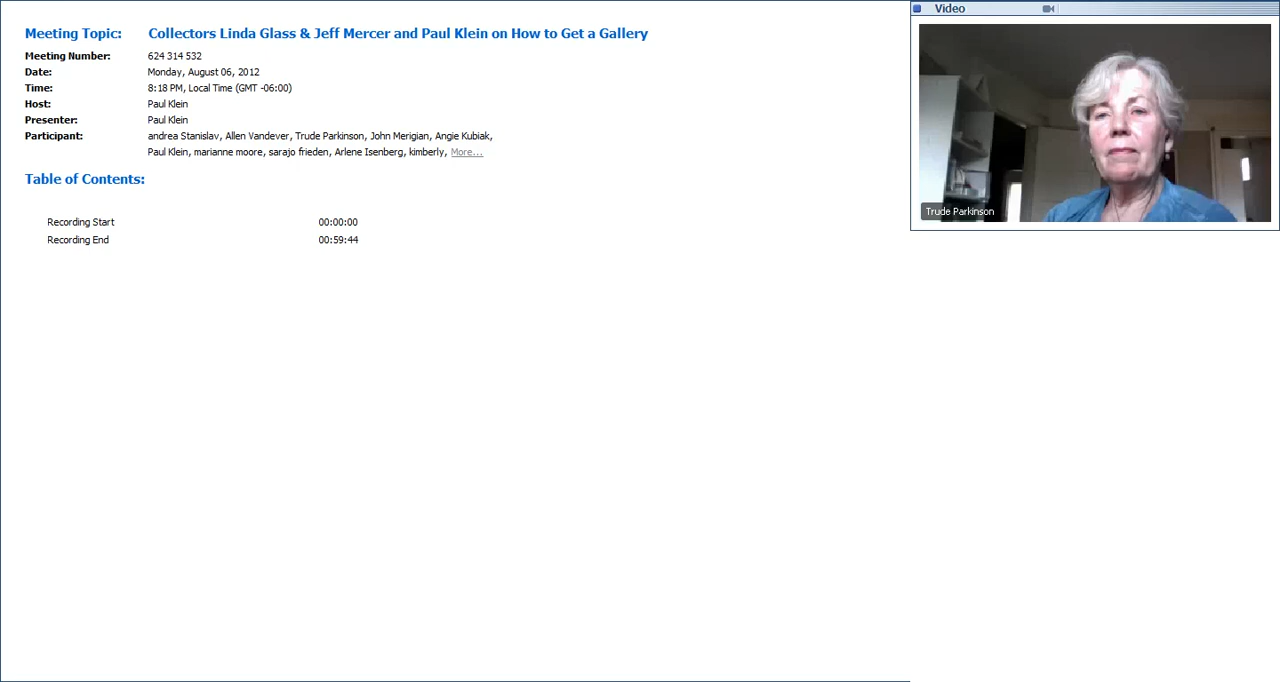 Meeting Topic: Collectors Linda Glass & Jeff Mercer and Paul Klein on How to Get a Gallery
Meeting Number: 624 314 532
Date: Monday, August 06, 2012
Time: 8:18 PM, Local Time (GMT -06:00)
Host: Paul Klein
Presenter: Paul Klein
Participant: andrea Stanislav, Allen Vandever, Trude Parkinson, John Merigian, Angie Kubiak,
Paul Klein, marianne moore, sarajo frieden, Arlene Isenberg, kimberly, More...
Table of Contents:
Recording Start 00:00:00
Recording End 00:59:44
Video
Trude Parkinson